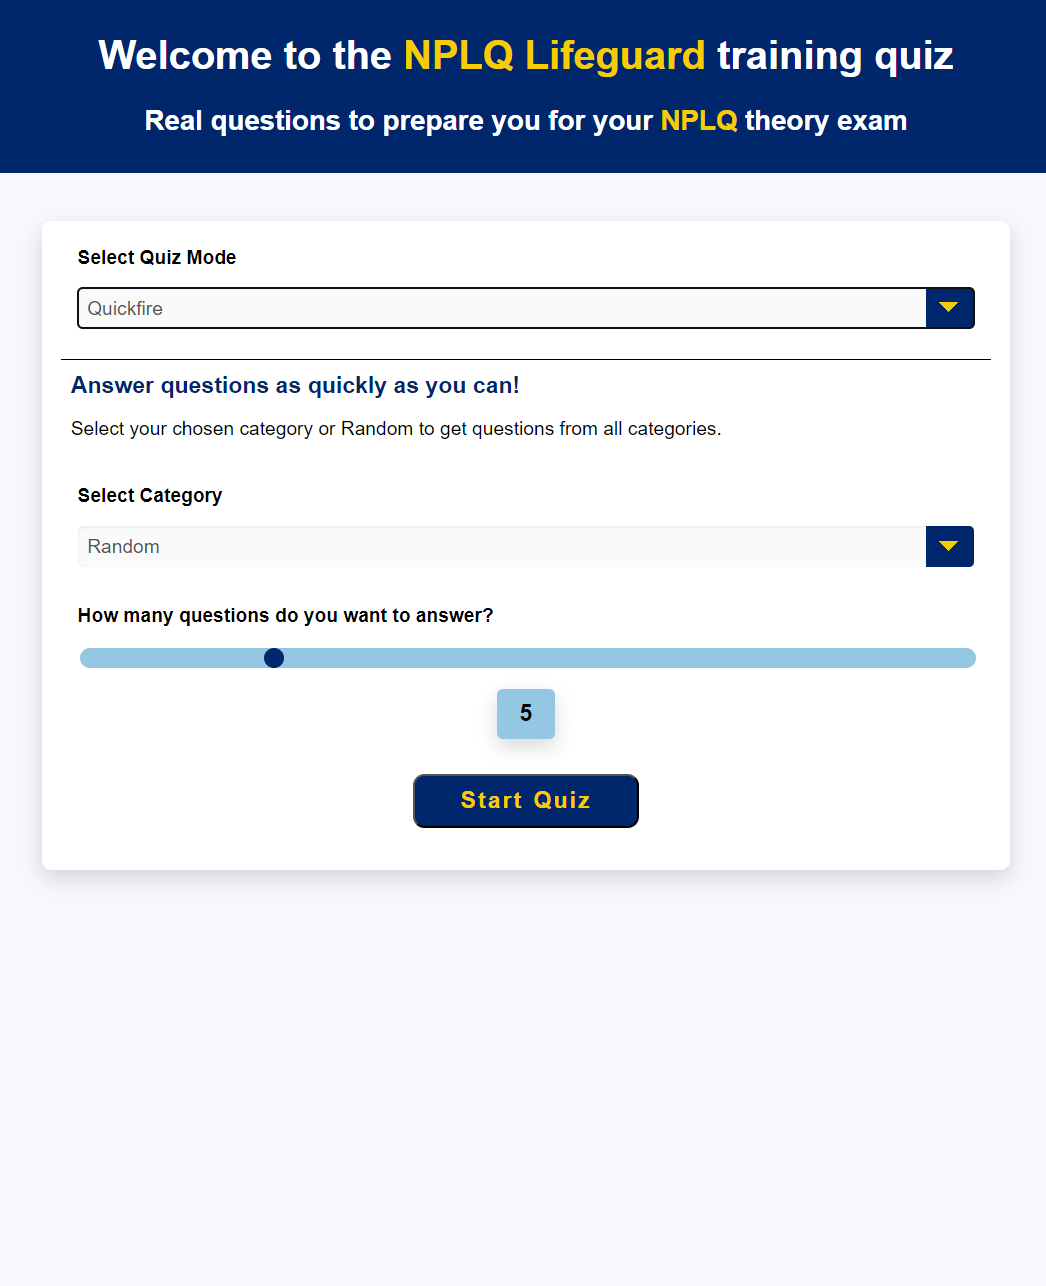 Welcome to the NPLQ Lifeguard training quiz
Real questions to prepare you for your NPLQ theory exam
Select Quiz Mode
Quickfire
Answer questions as quickly as you can!
Select your chosen category or Random to get questions from all categories.
Select Category
Random
How many questions do you want to answer?
5
Start Quiz